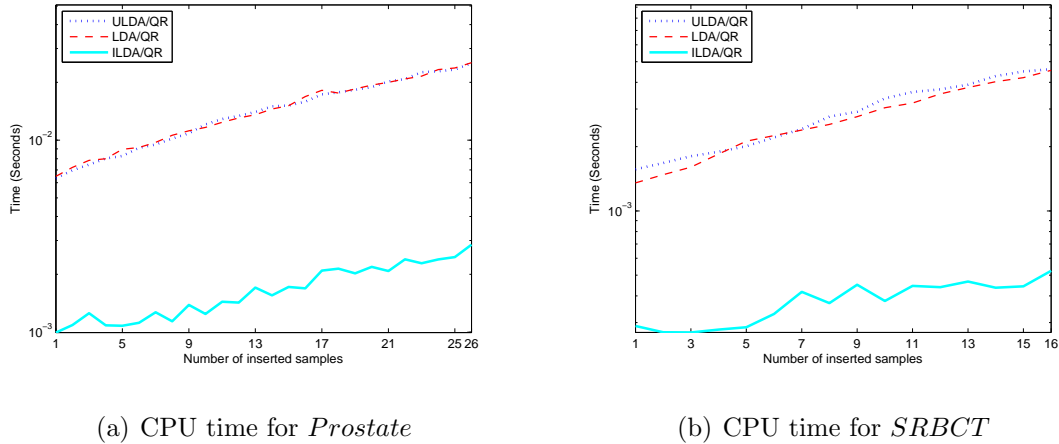 ULDA/QR
LDA/QR
ILDA/QR
10⁻²
10⁻³
Time (Seconds)
1 5 9 13 17 21 25 26
Number of inserted samples
(a) CPU time for Prostate
ULDA/QR
LDA/QR
ILDA/QR
10⁻³
Time (Seconds)
1 3 5 7 9 11 13 15 16
Number of inserted samples
(b) CPU time for SRBCT